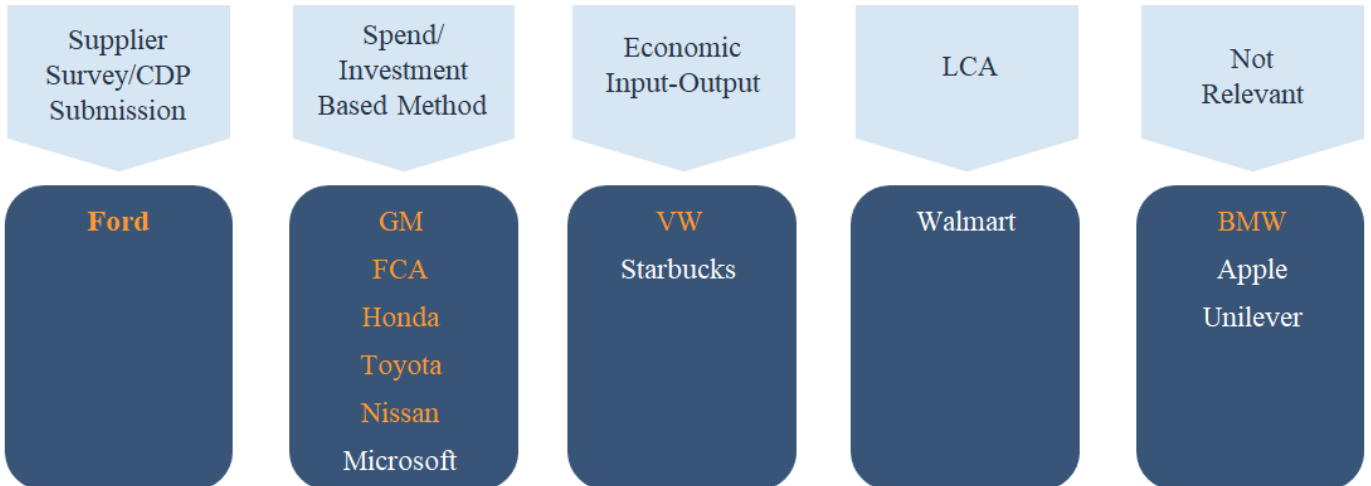 Supplier
Survey/CDP
Submission
Spend/
Investment
Based Method
Economic
Input-Output
LCA
Not
Relevant
Ford
GM
FCA
Honda
Toyota
Nissan
Microsoft
VW
Starbucks
Walmart
BMW
Apple
Unilever